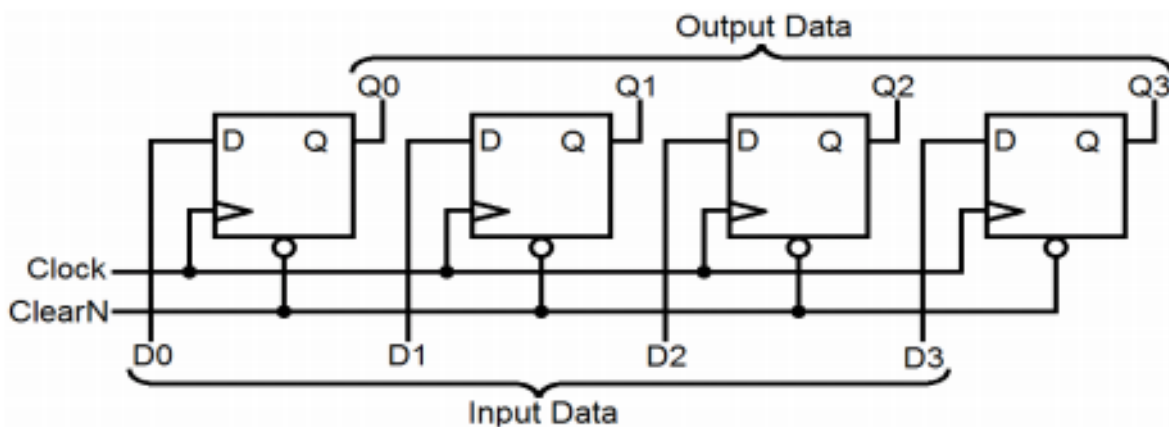 Output Data
Q0 Q1 Q2 Q3
D Q D Q D Q D Q
Clock
ClearN
D0 D1 D2 D3
Input Data